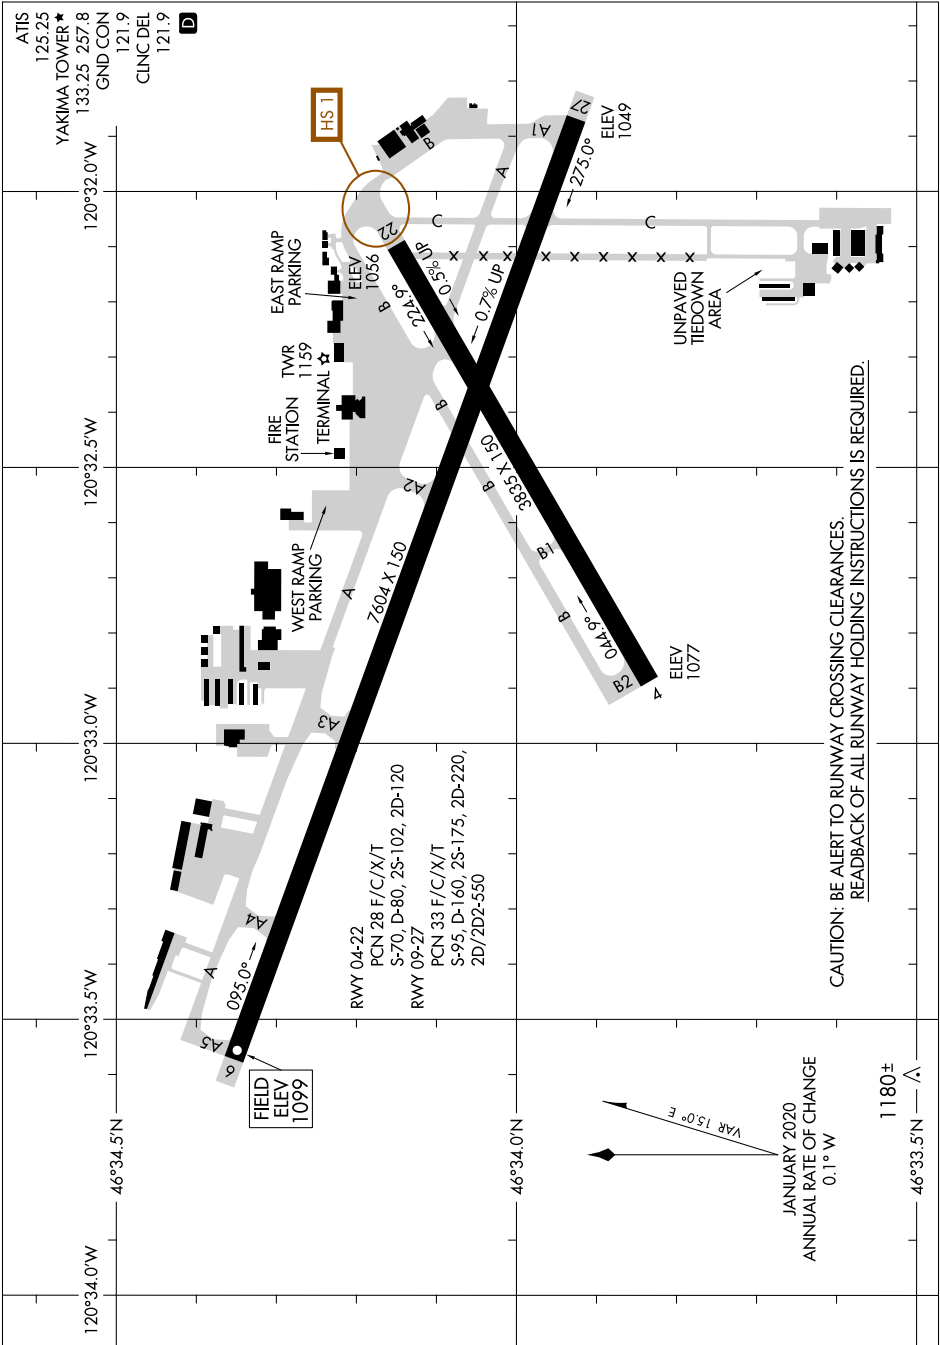 ATIS
125.25
YAKIMA TOWER★
133.25 257.8
GND CON
121.9
CLNC DEL
121.9
D
HS 1
120°32.0'W
120°32.5'W
120°33.0'W
120°33.5'W
120°34.0'W
46°34.5'N
46°34.0'N
46°33.5'N
27
ELEV
1049
A1
275.0°
B
A
C
C
22
ELEV
1056
EAST RAMP
PARKING
0.5% UP
224.9°
0.7% UP
B
X X X X X X X X X
UNPAVED
TIEDOWN
AREA
TWR
1159
TERMINAL
FIRE
STATION
B
A2
B
3835 X 150
B1
B
044.9°
B2
4
ELEV
1077
WEST RAMP
PARKING
A
7604 X 150
A3
A4
A
095.0°
A5
9
FIELD
ELEV
1099
RWY 04-22
PCN 28 F/C/X/T
S-70, D-80, 2S-102, 2D-120
RWY 09-27
PCN 33 F/C/X/T
S-95, D-160, 2S-175, 2D-220,
2D/2D2-550
CAUTION: BE ALERT TO RUNWAY CROSSING CLEARANCES.
READBACK OF ALL RUNWAY HOLDING INSTRUCTIONS IS REQUIRED.
VAR 15.0° E
JANUARY 2020
ANNUAL RATE OF CHANGE
0.1° W
1180±